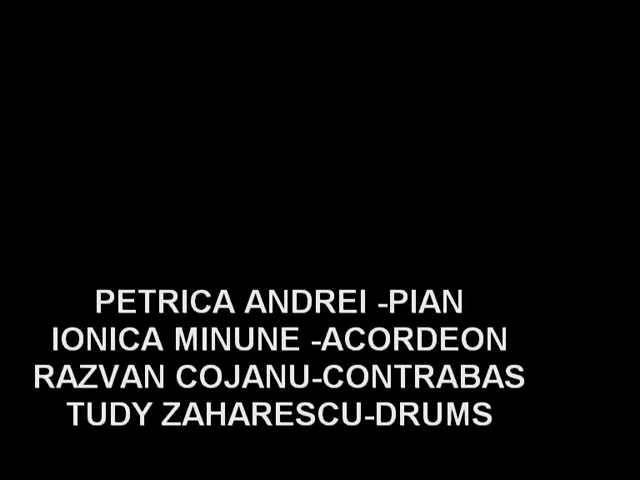 PETRICA ANDREI -PIAN
IONICA MINUNE -ACORDEON
RAZVAN COJANU-CONTRABAS
TUDY ZAHARESCU-DRUMS